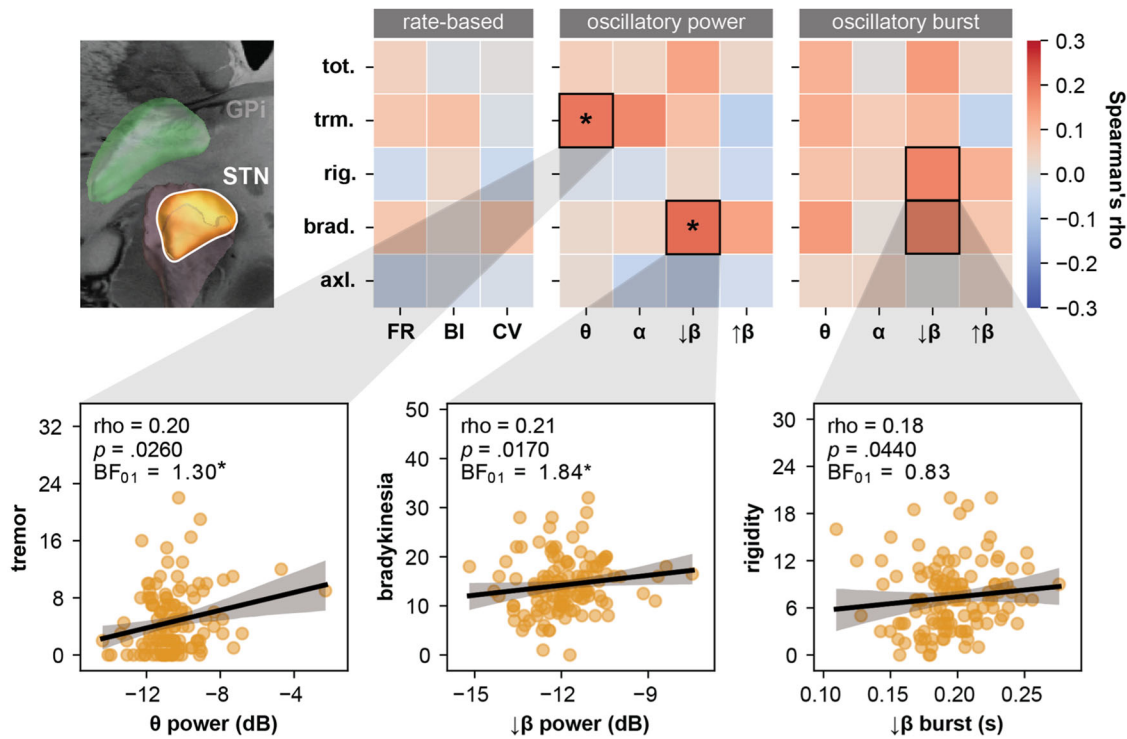 rate-based
oscillatory power
oscillatory burst
GPi
STN
tot.
trm.
rig.
brad.
axl.
*
*
FR BI CV
θ α ↓β ↑β
θ α ↓β ↑β
0.3
0.2
0.1
0.0
−0.1
−0.2
−0.3
Spearman's rho
rho = 0.20
p = .0260
BF01 = 1.30*
tremor
32
24
16
8
0
−12 −8 −4
θ power (dB)
rho = 0.21
p = .0170
BF01 = 1.84*
bradykinesia
50
40
30
20
10
0
−15 −12 −9
↓β power (dB)
rho = 0.18
p = .0440
BF01 = 0.83
rigidity
30
24
18
12
6
0
0.10 0.15 0.20 0.25
↓β burst (s)